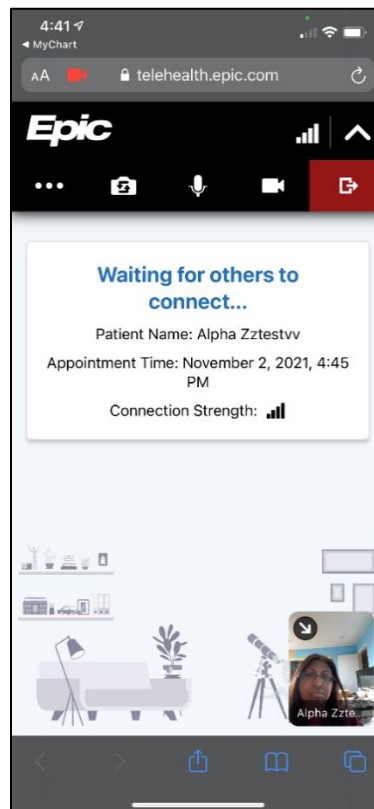 4:41
◀ MyChart
AA telehealth.epic.com
Epic
Waiting for others to
connect...
Patient Name: Alpha Zztestvv
Appointment Time: November 2, 2021, 4:45
PM
Connection Strength:
Alpha Zzte...